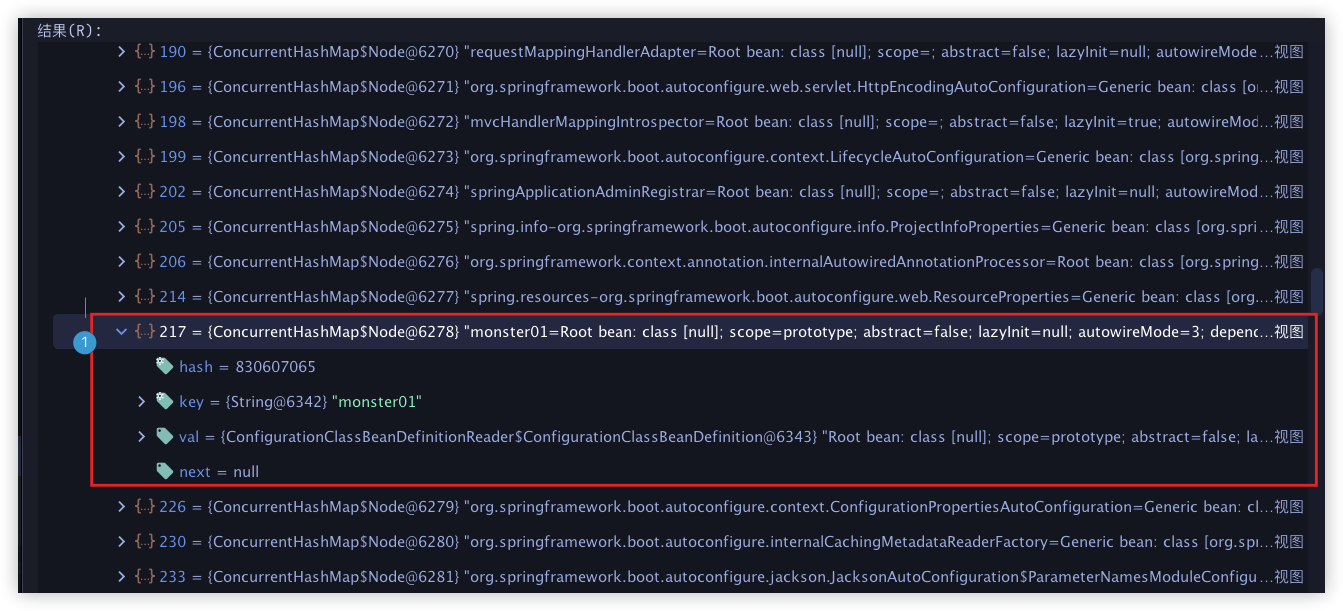 结果(R):
190 = {ConcurrentHashMap$Node@6270} "requestMappingHandlerAdapter=Root bean: class [null]; scope=; abstract=false; lazyInit=null; autowireMode...视图
196 = {ConcurrentHashMap$Node@6271} "org.springframework.boot.autoconfigure.web.servlet.HttpEncodingAutoConfiguration=Generic bean: class [o...视图
198 = {ConcurrentHashMap$Node@6272} "mvcHandlerMappingIntrospector=Root bean: class [null]; scope=; abstract=false; lazyInit=true; autowireMod...视图
199 = {ConcurrentHashMap$Node@6273} "org.springframework.boot.autoconfigure.context.LifecycleAutoConfiguration=Generic bean: class [org.spring...视图
202 = {ConcurrentHashMap$Node@6274} "springApplicationAdminRegistrar=Root bean: class [null]; scope=; abstract=false; lazyInit=null; autowireMod...视图
205 = {ConcurrentHashMap$Node@6275} "spring.info-org.springframework.boot.autoconfigure.info.ProjectInfoProperties=Generic bean: class [org.spri...视图
206 = {ConcurrentHashMap$Node@6276} "org.springframework.context.annotation.internalAutowiredAnnotationProcessor=Root bean: class [org.spring...视图
214 = {ConcurrentHashMap$Node@6277} "spring.resources-org.springframework.boot.autoconfigure.web.ResourceProperties=Generic bean: class [org....视图
217 = {ConcurrentHashMap$Node@6278} "monster01=Root bean: class [null]; scope=prototype; abstract=false; lazyInit=null; autowireMode=3; depend...视图
1
hash = 830607065
key = {String@6342} "monster01"
val = {ConfigurationClassBeanDefinitionReader$ConfigurationClassBeanDefinition@6343} "Root bean: class [null]; scope=prototype; abstract=false; la...视图
next = null
226 = {ConcurrentHashMap$Node@6279} "org.springframework.boot.autoconfigure.context.ConfigurationPropertiesAutoConfiguration=Generic bean: cl...视图
230 = {ConcurrentHashMap$Node@6280} "org.springframework.boot.autoconfigure.internalCachingMetadataReaderFactory=Generic bean: class [org.spr...视图
233 = {ConcurrentHashMap$Node@6281} "org.springframework.boot.autoconfigure.jackson.JacksonAutoConfiguration$ParameterNamesModuleConfigu...视图